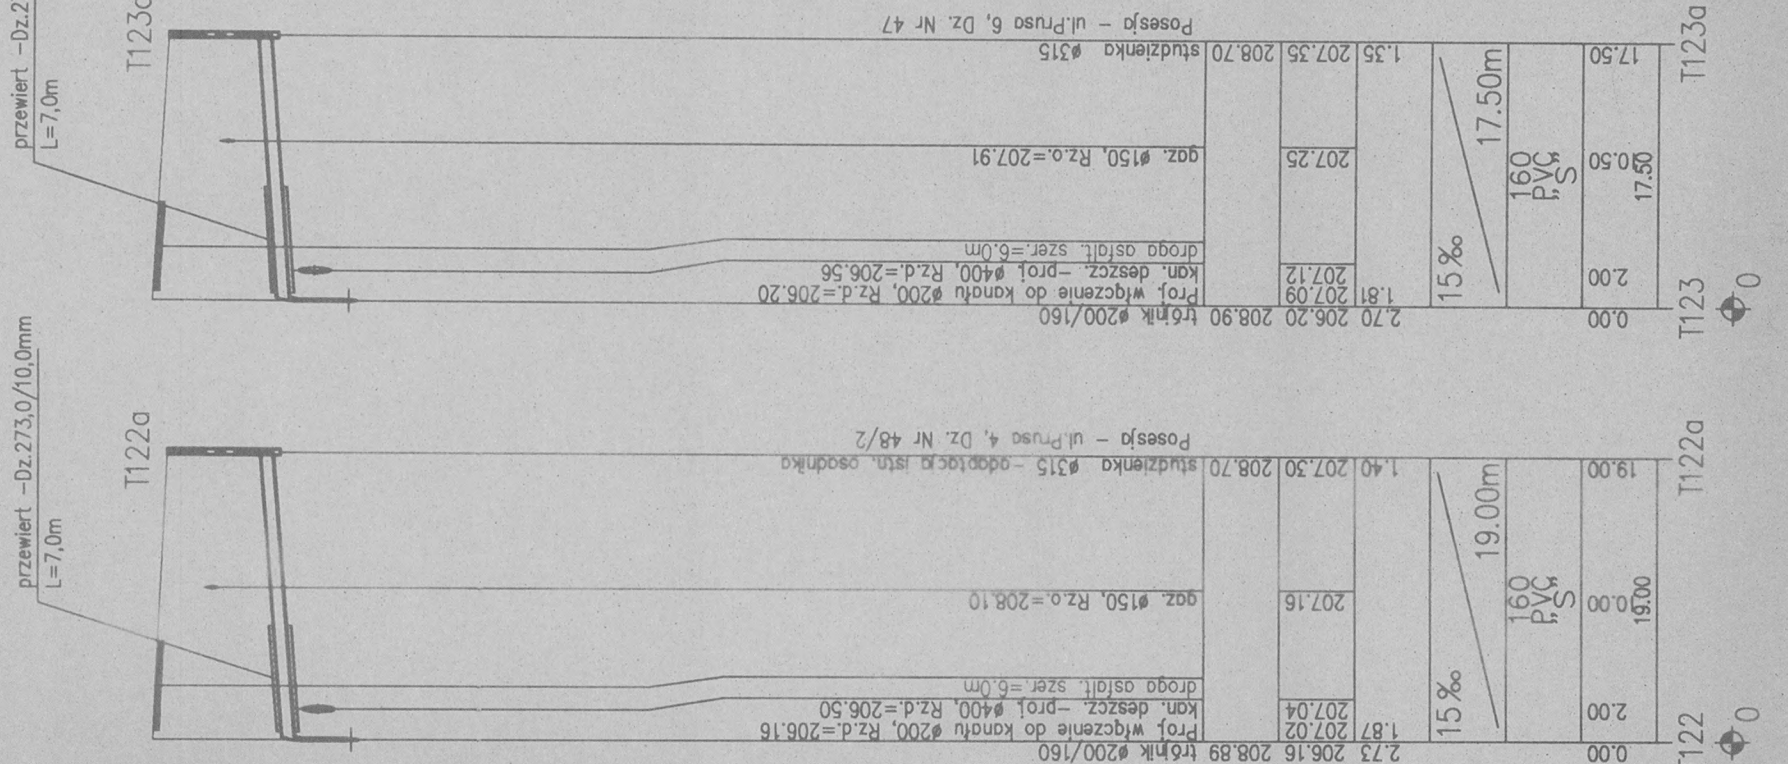 przewiert -Dz.2
L=7,0m
T123a
Posesja - ul.Prusa 6, Dz. Nr 47
studzienka ø315 208.70 207.35 1.35
17.50
gaz. ø150, Rz.o.=207.91 207.25
droga asfalt. szer.=6.0m
kan. deszcz. -proj. ø400, Rz.d.=206.56 207.12
Proj. włączenie do kanału ø200, Rz.d.=206.20 207.09 1.81
trójnik ø200/160 208.90 206.20 2.70
15‰ 17.50m
160
PVC
"S"
0.00 2.00 17.50
17.50
T123 T123a
0
przewiert -Dz.273,0/10,0mm
L=7,0m
T122a
Posesja - ul.Prusa 4, Dz. Nr 48/2
studzienka ø315 -adaptacja istn. osadnika 208.70 207.30 1.40
19.00
gaz. ø150, Rz.o.=208.10 207.16
droga asfalt. szer.=6.0m
kan. deszcz. -proj. ø400, Rz.d.=206.50 207.04
Proj. włączenie do kanału ø200, Rz.d.=206.16 207.02 1.87
trójnik ø200/160 208.89 206.16 2.73
15‰ 19.00m
160
PVC
"S"
0.00 2.00
19.00
T122 T122a
0